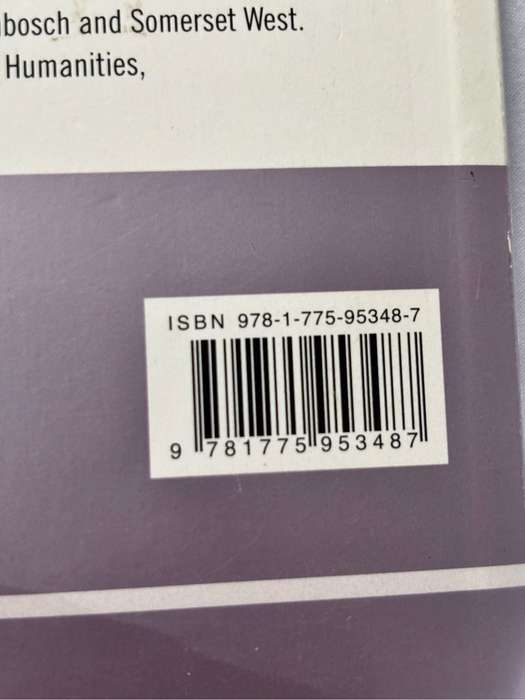 bosch and Somerset West.
Humanities,
ISBN 978-1-775-95348-7
9 781775 953487